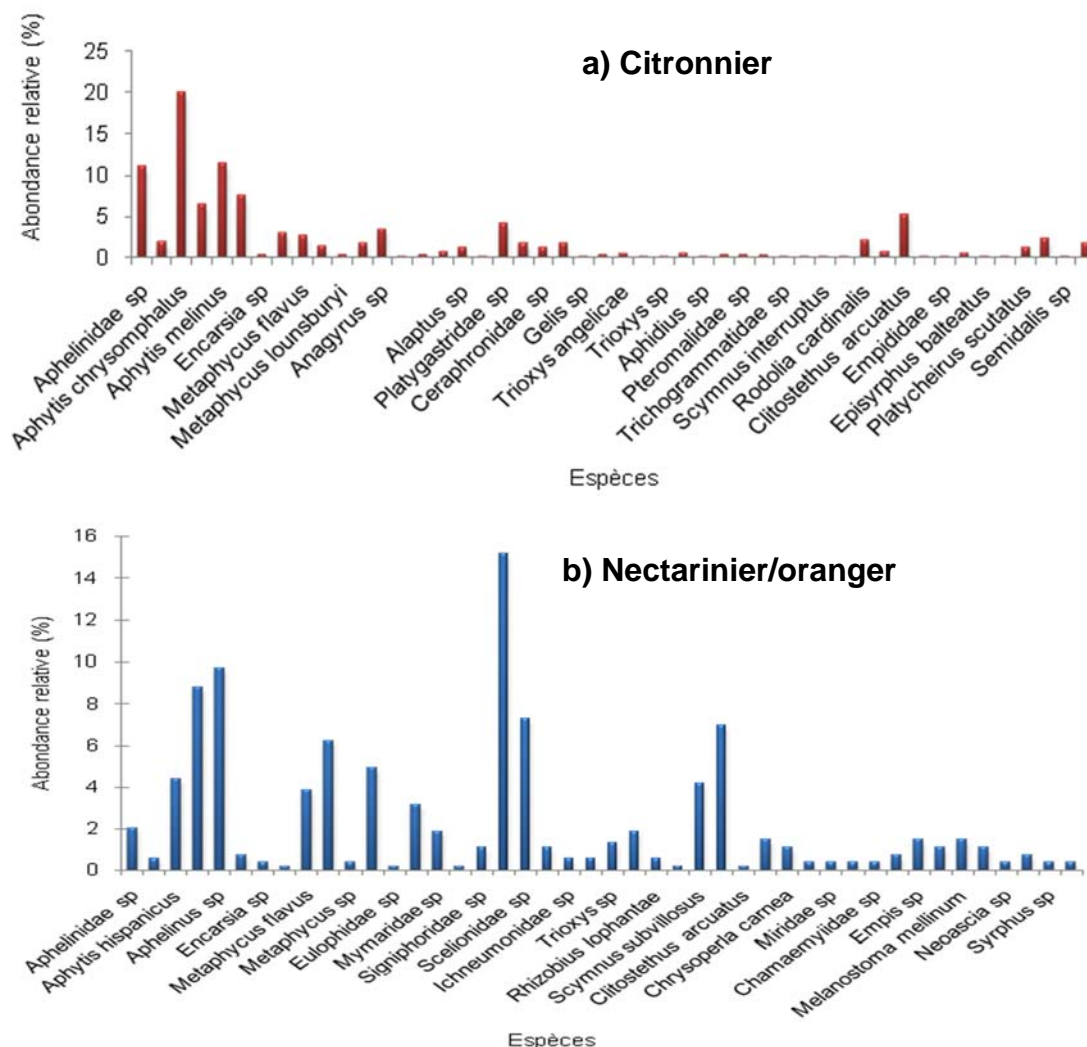 a) Citronnier
Abondance relative (%)
25
20
15
10
5
0
Aphelinidae sp
Aphytis chrysomphalus
Aphytis melinus
Encarsia sp
Metaphycus flavus
Metaphycus lounsburyi
Anagyrus sp
Alaptus sp
Platygastridae sp
Ceraphronidae sp
Gelis sp
Trioxys angelicae
Trioxys sp
Aphidius sp
Pteromalidae sp
Trichogrammatidae sp
Scymnus interruptus
Rodolia cardinalis
Clitostethus arcuatus
Empididae sp
Episyrphus balteatus
Platycheirus scutatus
Semidalis sp
Espèces
b) Nectarinier/oranger
Abondance relative (%)
16
14
12
10
8
6
4
2
0
Aphelinidae sp
Aphytis hispanicus
Aphelinus sp
Encarsia sp
Metaphycus flavus
Metaphycus sp
Eulophidae sp
Mymaridae sp
Signiphoridae sp
Scelionidae sp
Ichneumonidae sp
Trioxys sp
Rhizobius lophantae
Scymnus subvillosus
Clitostethus arcuatus
Chrysoperla carnea
Miridae sp
Chamaemyiidae sp
Empis sp
Melanostoma mellinum
Neoascia sp
Syrphus sp
Espèces